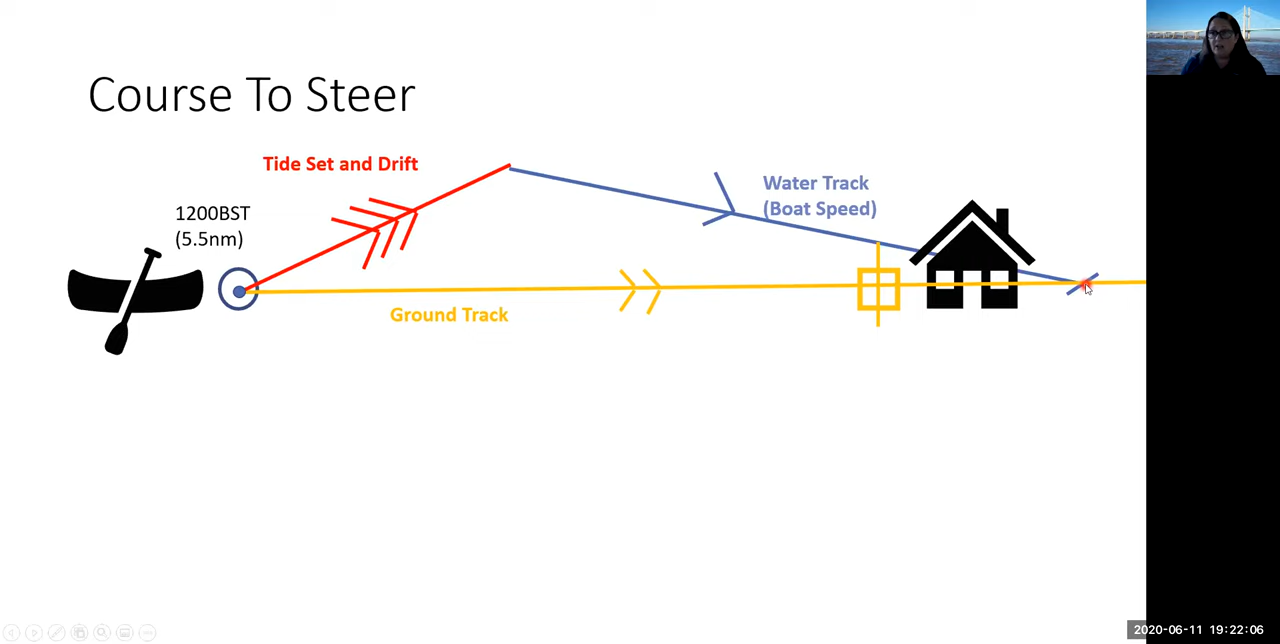 Course To Steer
Tide Set and Drift
1200BST
(5.5nm)
Water Track
(Boat Speed)
Ground Track
2020-06-11 19:22:06